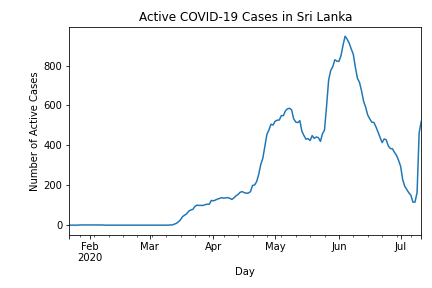 Active COVID-19 Cases in Sri Lanka
Number of Active Cases
800
600
400
200
0
Feb Mar Apr May Jun Jul
2020
Day